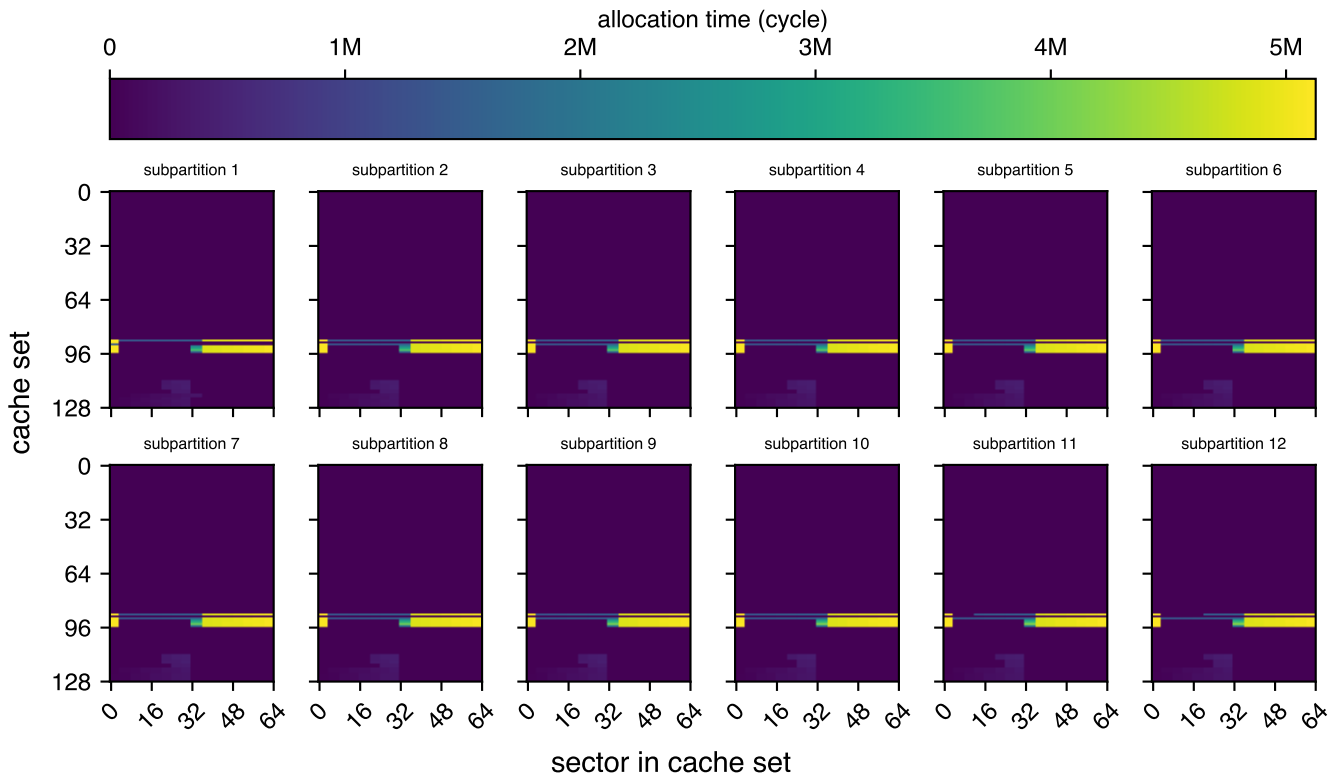 allocation time (cycle)
0 1M 2M 3M 4M 5M
subpartition 1 subpartition 2 subpartition 3 subpartition 4 subpartition 5 subpartition 6
0
32
64
96
128
cache set
subpartition 7 subpartition 8 subpartition 9 subpartition 10 subpartition 11 subpartition 12
0
32
64
96
128
0 16 32 48 64 0 16 32 48 64 0 16 32 48 64 0 16 32 48 64 0 16 32 48 64 0 16 32 48 64
sector in cache set